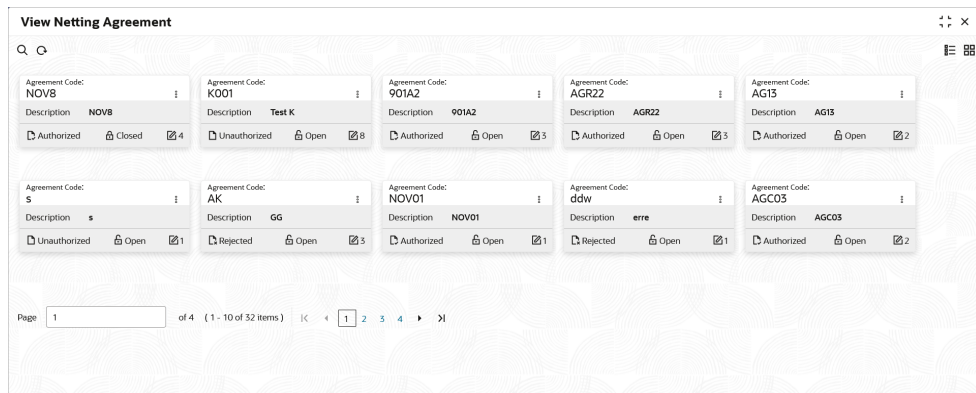 View Netting Agreement
Agreement Code: Agreement Code: Agreement Code: Agreement Code: Agreement Code:
NOV8 K001 901A2 AGR22 AG13
Description NOV8 Description Test K Description 901A2 Description AGR22 Description AG13
Authorized Closed 4 Unauthorized Open 8 Authorized Open 3 Authorized Open 3 Authorized Open 2
Agreement Code: Agreement Code: Agreement Code: Agreement Code: Agreement Code:
s AK NOV01 ddw AGC03
Description s Description GG Description NOV01 Description erre Description AGC03
Unauthorized Open 1 Rejected Open 3 Authorized Open 1 Rejected Open 1 Authorized Open 2
Page 1 of 4 ( 1 - 10 of 32 items ) 1 2 3 4